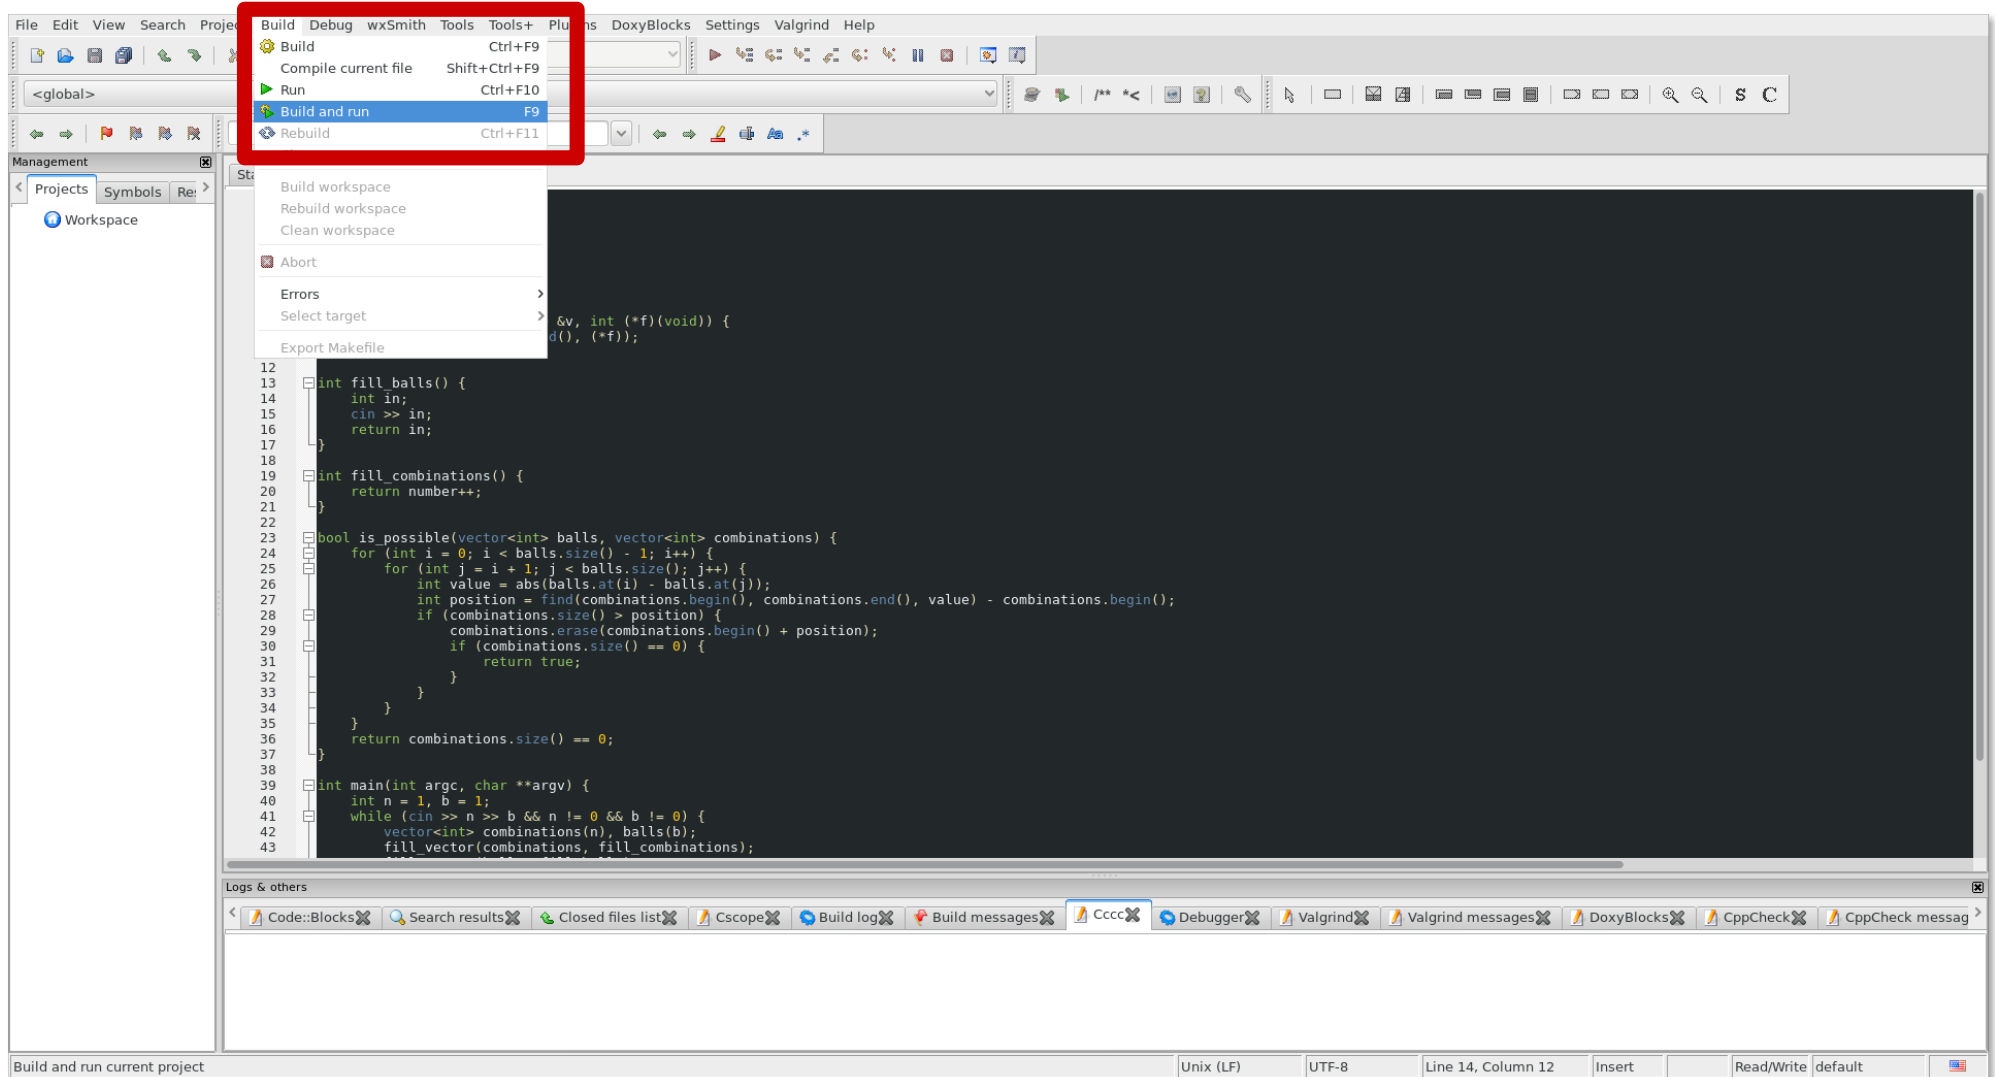 File Edit View Search Projec Build Debug wxSmith Tools Tools+ Plu ns DoxyBlocks Settings Valgrind Help
Build Ctrl+F9
Compile current file Shift+Ctrl+F9
Run Ctrl+F10
Build and run F9
Rebuild Ctrl+F11
Build workspace
Rebuild workspace
Clean workspace
Abort
Errors
Select target
Export Makefile
<global>
/** *< S C
Aa .*
Management
Projects Symbols Re
Workspace
Sta
&v, int (*f)(void)) {
d(), (*f));
12
13 int fill_balls() {
14 int in;
15 cin >> in;
16 return in;
17 }
18
19 int fill_combinations() {
20 return number++;
21 }
22
23 bool is_possible(vector<int> balls, vector<int> combinations) {
24 for (int i = 0; i < balls.size() - 1; i++) {
25 for (int j = i + 1; j < balls.size(); j++) {
26 int value = abs(balls.at(i) - balls.at(j));
27 int position = find(combinations.begin(), combinations.end(), value) - combinations.begin();
28 if (combinations.size() > position) {
29 combinations.erase(combinations.begin() + position);
30 if (combinations.size() == 0) {
31 return true;
32 }
33 }
34 }
35 }
36 return combinations.size() == 0;
37 }
38
39 int main(int argc, char **argv) {
40 int n = 1, b = 1;
41 while (cin >> n >> b && n != 0 && b != 0) {
42 vector<int> combinations(n), balls(b);
43 fill_vector(combinations, fill_combinations);
Logs & others
Code::Blocks Search results Closed files list Cscope Build log Build messages Cccc Debugger Valgrind Valgrind messages DoxyBlocks CppCheck CppCheck messag
Build and run current project Unix (LF) UTF-8 Line 14, Column 12 Insert Read/Write default